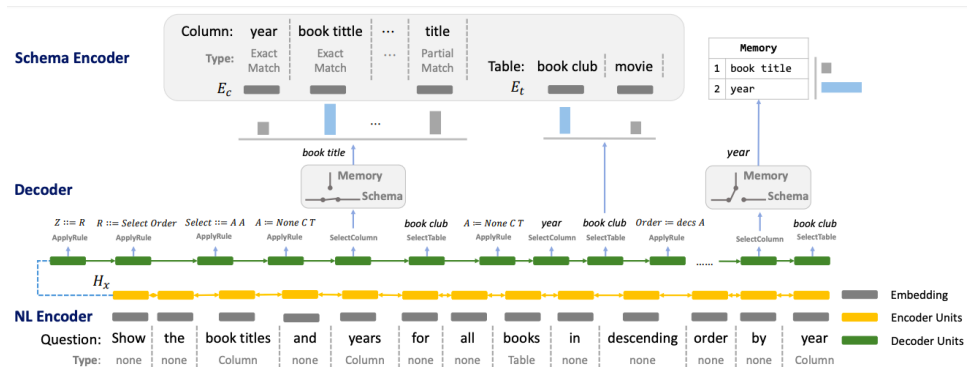 Column: year book tittle ... title
Schema Encoder
Type: Exact Match Exact Match ... Partial Match
Table: book club movie
E_c
E_t
Memory
1 book title
2 year
...
book title
year
Memory
Schema
Memory
Schema
Decoder
Z ::= R R ::= Select Order Select ::= A A A ::= None C T book club A ::= None C T year book club Order ::= decs A book club
ApplyRule ApplyRule ApplyRule ApplyRule SelectColumn SelectTable ApplyRule SelectColumn SelectTable ApplyRule SelectColumn SelectTable
......
H_x
NL Encoder
Embedding
Encoder Units
Decoder Units
Question: Show the book titles and years for all books in descending order by year
Type: none none Column none Column none none Table none none none none Column